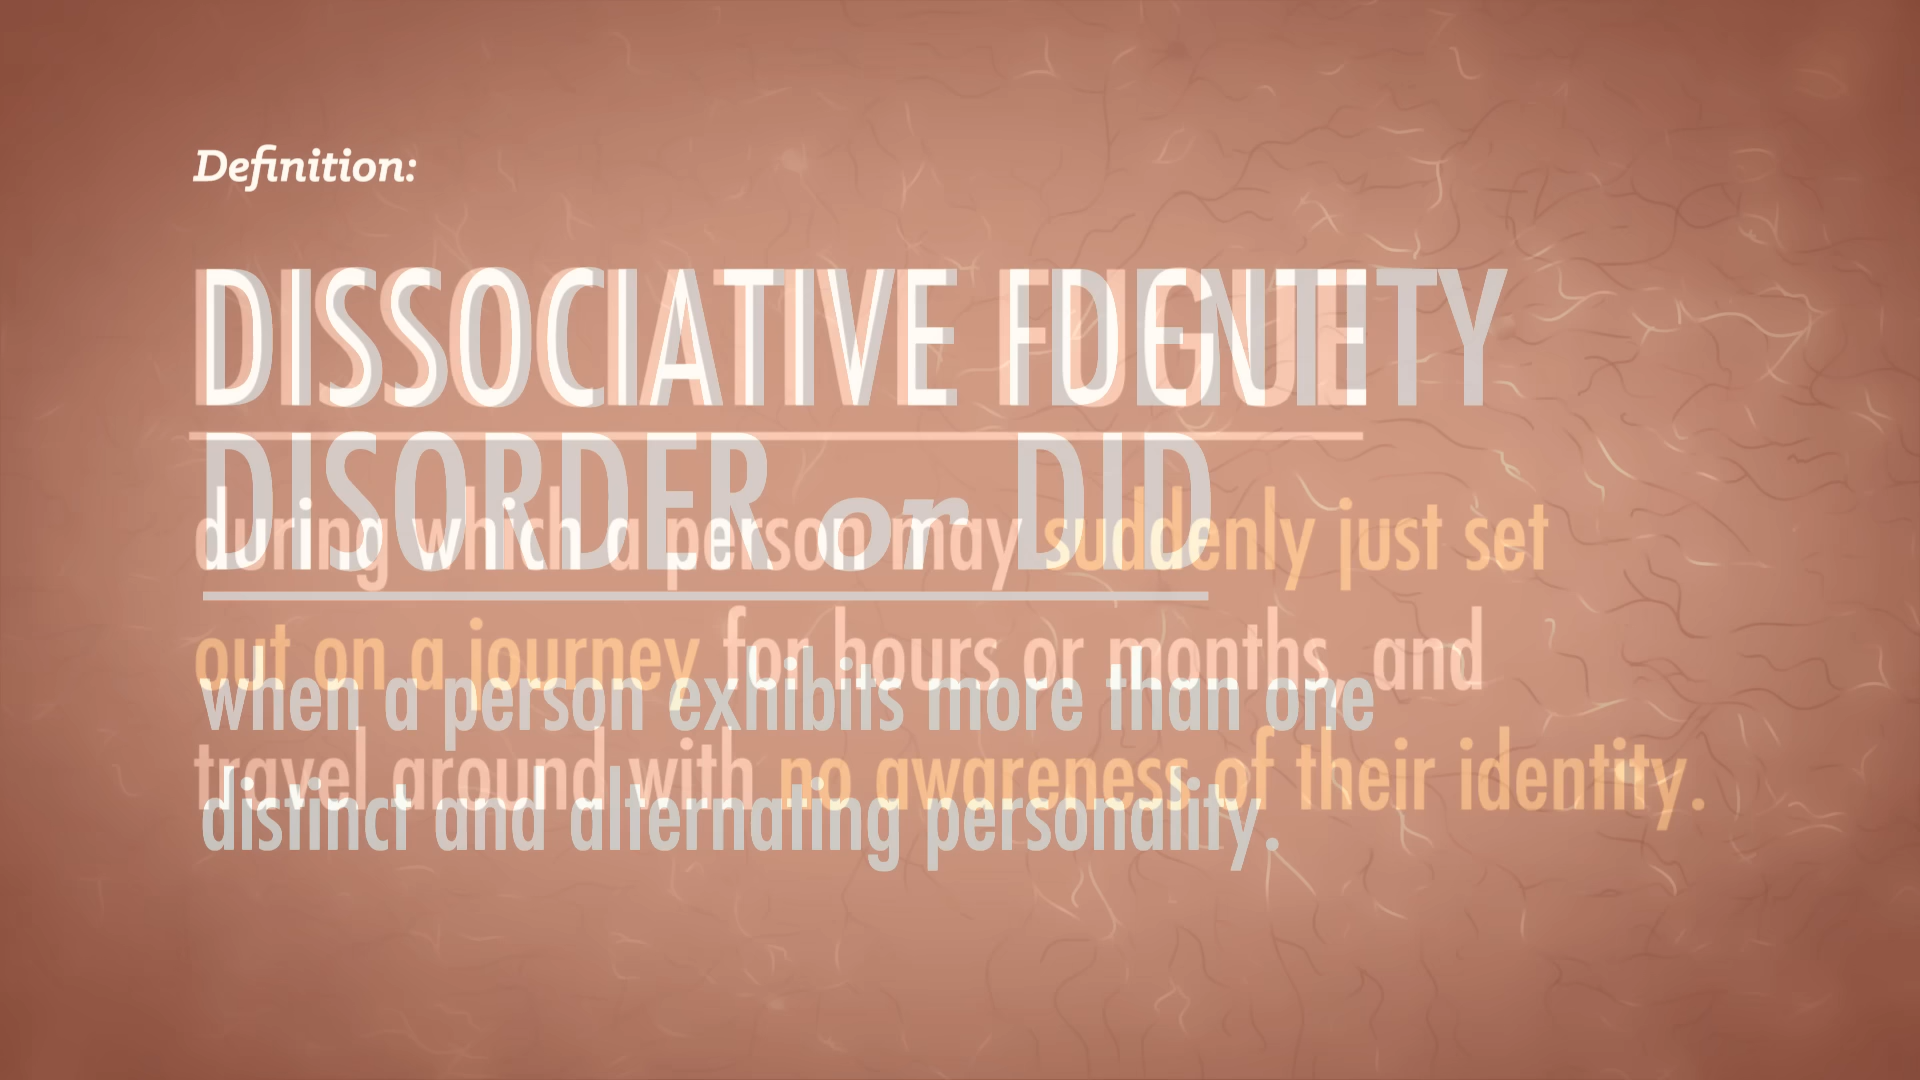 Definition:
DISSOCIATIVE FUGUE
during which a person may suddenly just set
out on a journey for hours or months, and
travel around with no awareness of their identity.
DISSOCIATIVE IDENTITY
DISORDER or DID
when a person exhibits more than one
distinct and alternating personality.